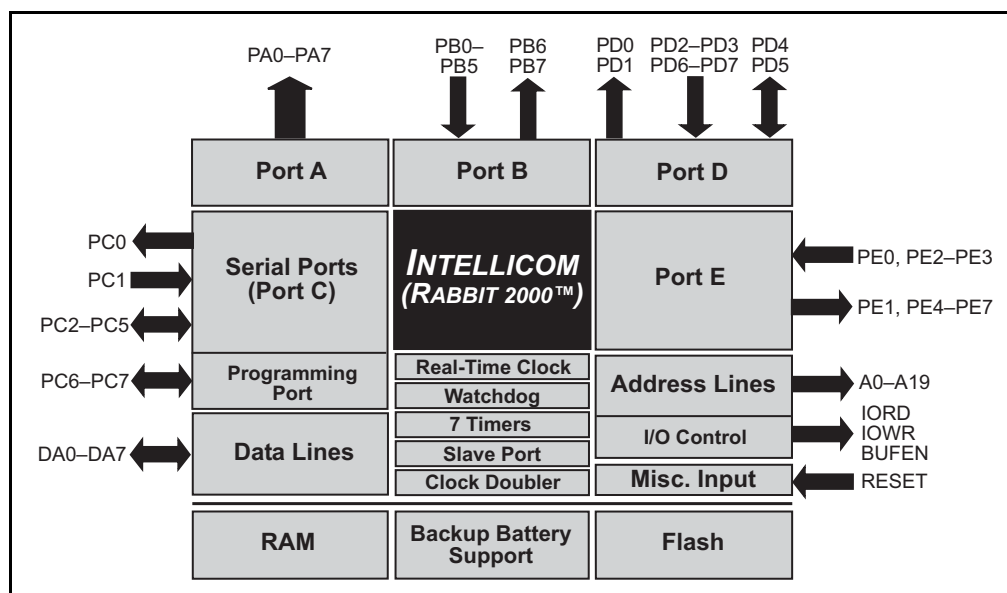 PA0–PA7
PB0–
PB5
PB6
PB7
PD0
PD1
PD2–PD3
PD6–PD7
PD4
PD5
Port A
Port B
Port D
PC0
PC1
PC2–PC5
PC6–PC7
DA0–DA7
Serial Ports
(Port C)
Programming
Port
Data Lines
INTELLICOM
(RABBIT 2000™)
Real-Time Clock
Watchdog
7 Timers
Slave Port
Clock Doubler
Port E
Address Lines
I/O Control
Misc. Input
PE0, PE2–PE3
PE1, PE4–PE7
A0–A19
IORD
IOWR
BUFEN
RESET
RAM
Backup Battery
Support
Flash